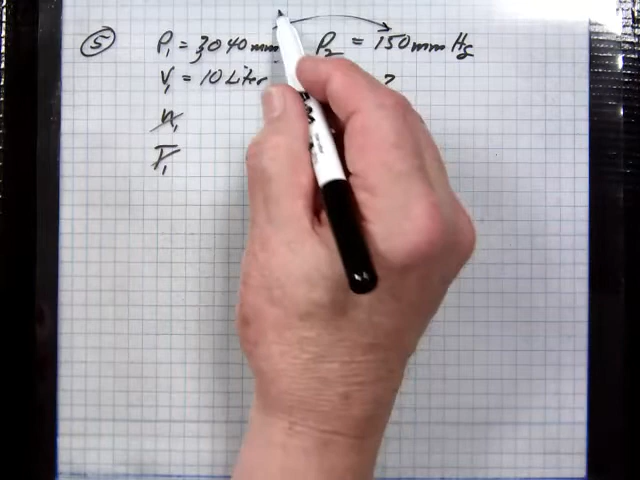 ⑤ P₁ = 3040 mm P₂ = 150 mm Hg
V₁ = 10 Liter ?
n₁
T₁